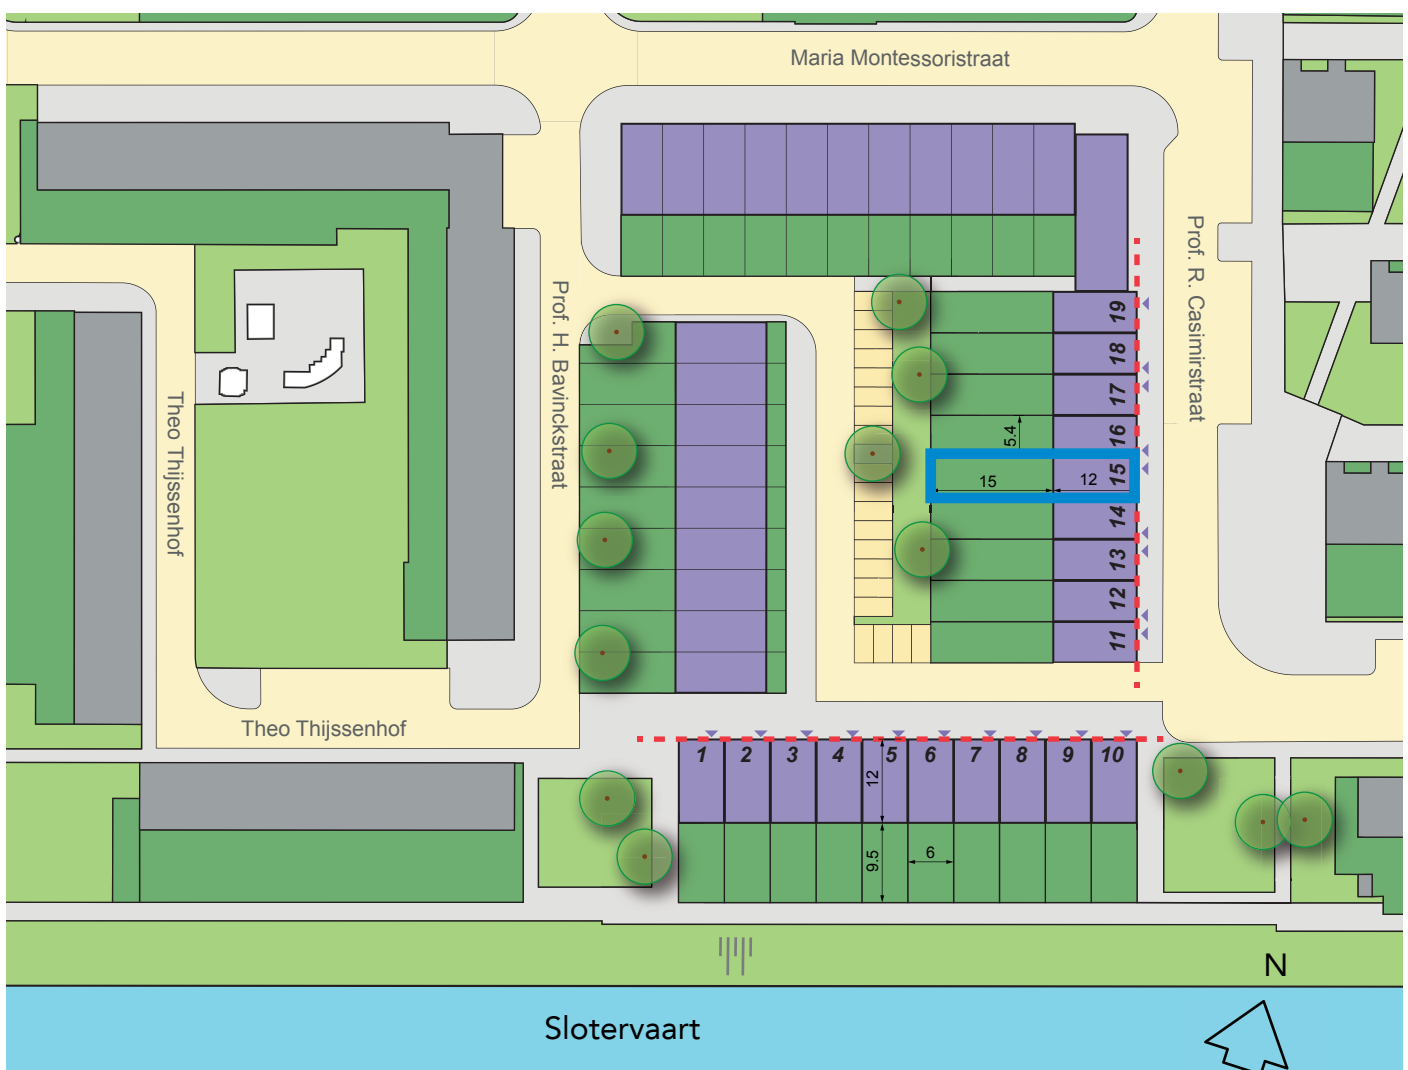 Maria Montessoristraat
Prof. R. Casimirstraat
Prof. H. Bavinckstraat
Theo Thijssenhof
19
18
17
16
5.4
15
15
12
14
13
12
11
Theo Thijssenhof
1 2 3 4 5 6 7 8 9 10
12
9.5
6
N
Slotervaart